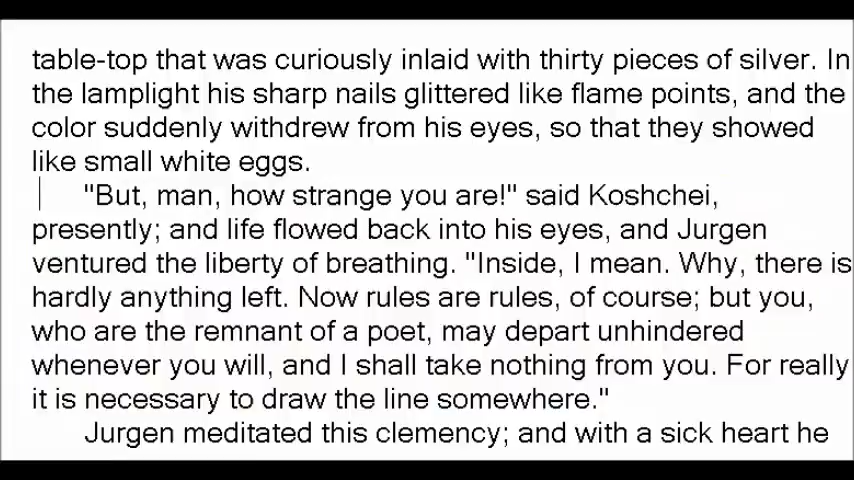 table-top that was curiously inlaid with thirty pieces of silver. In
the lamplight his sharp nails glittered like flame points, and the
color suddenly withdrew from his eyes, so that they showed
like small white eggs.
"But, man, how strange you are!" said Koshchei,
presently; and life flowed back into his eyes, and Jurgen
ventured the liberty of breathing. "Inside, I mean. Why, there is
hardly anything left. Now rules are rules, of course; but you,
who are the remnant of a poet, may depart unhindered
whenever you will, and I shall take nothing from you. For really
it is necessary to draw the line somewhere."
Jurgen meditated this clemency; and with a sick heart he